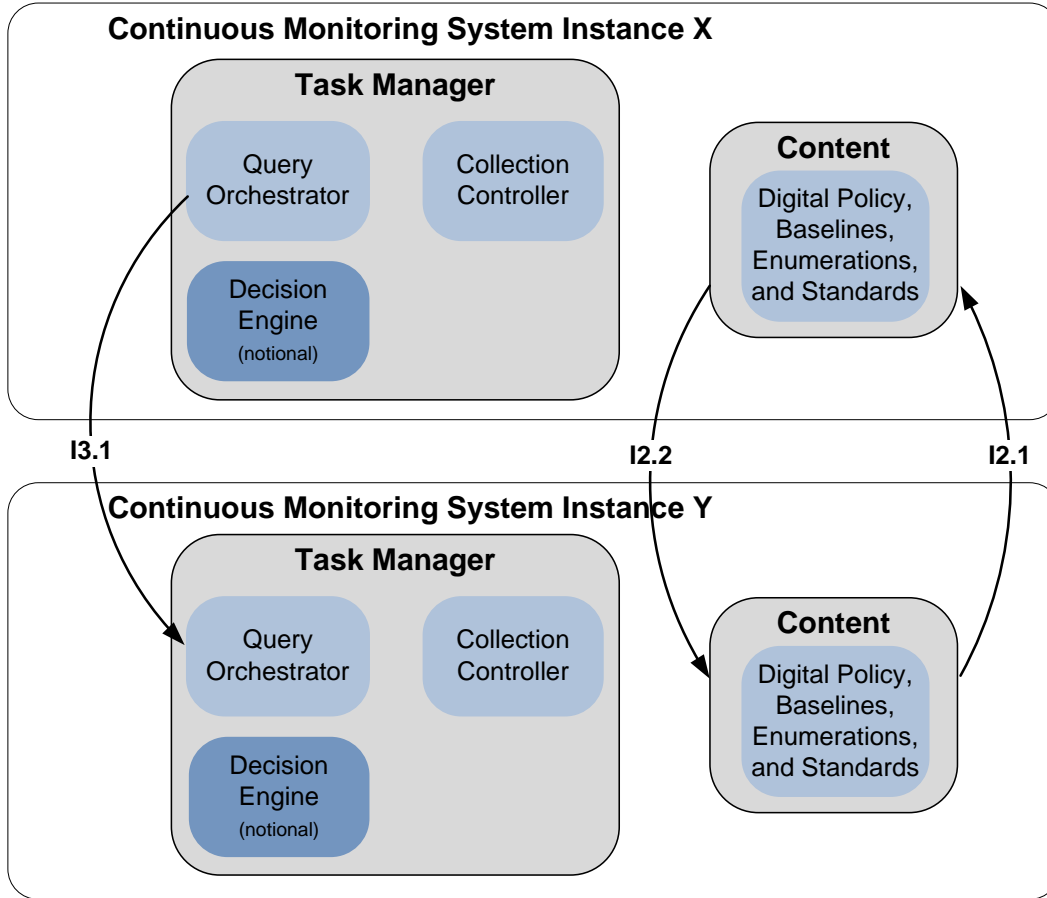 Continuous Monitoring System Instance X
Task Manager
Query
Orchestrator
Collection
Controller
Decision
Engine
(notional)
Content
Digital Policy,
Baselines,
Enumerations,
and Standards
I3.1
I2.2
I2.1
Continuous Monitoring System Instance Y
Task Manager
Query
Orchestrator
Collection
Controller
Decision
Engine
(notional)
Content
Digital Policy,
Baselines,
Enumerations,
and Standards